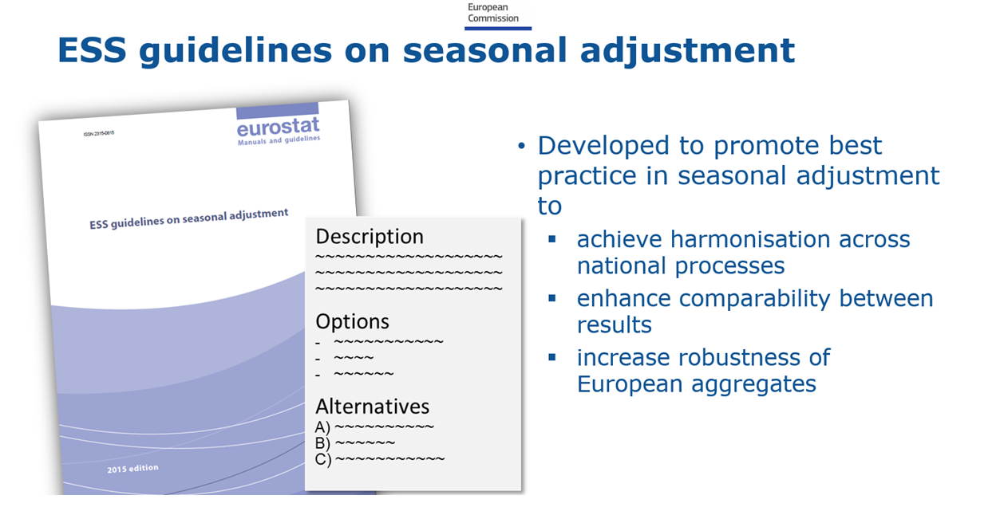 European
Commission
ESS guidelines on seasonal adjustment
ISSN 2315-0815
eurostat
Manuals and guidelines
ESS guidelines on seasonal adjustment
2015 edition
Description
~~~~~~~~~~~~~~~~~~~
~~~~~~~~~~~~~~~~~~~
~~~~~~~~~~~~~~~~~~~
Options
- ~~~~~~~~~~~
- ~~~~
- ~~~~~~
Alternatives
A) ~~~~~~~~~~
B) ~~~~~~
C) ~~~~~~~~~~~
• Developed to promote best
practice in seasonal adjustment
to
▪ achieve harmonisation across
national processes
▪ enhance comparability between
results
▪ increase robustness of
European aggregates